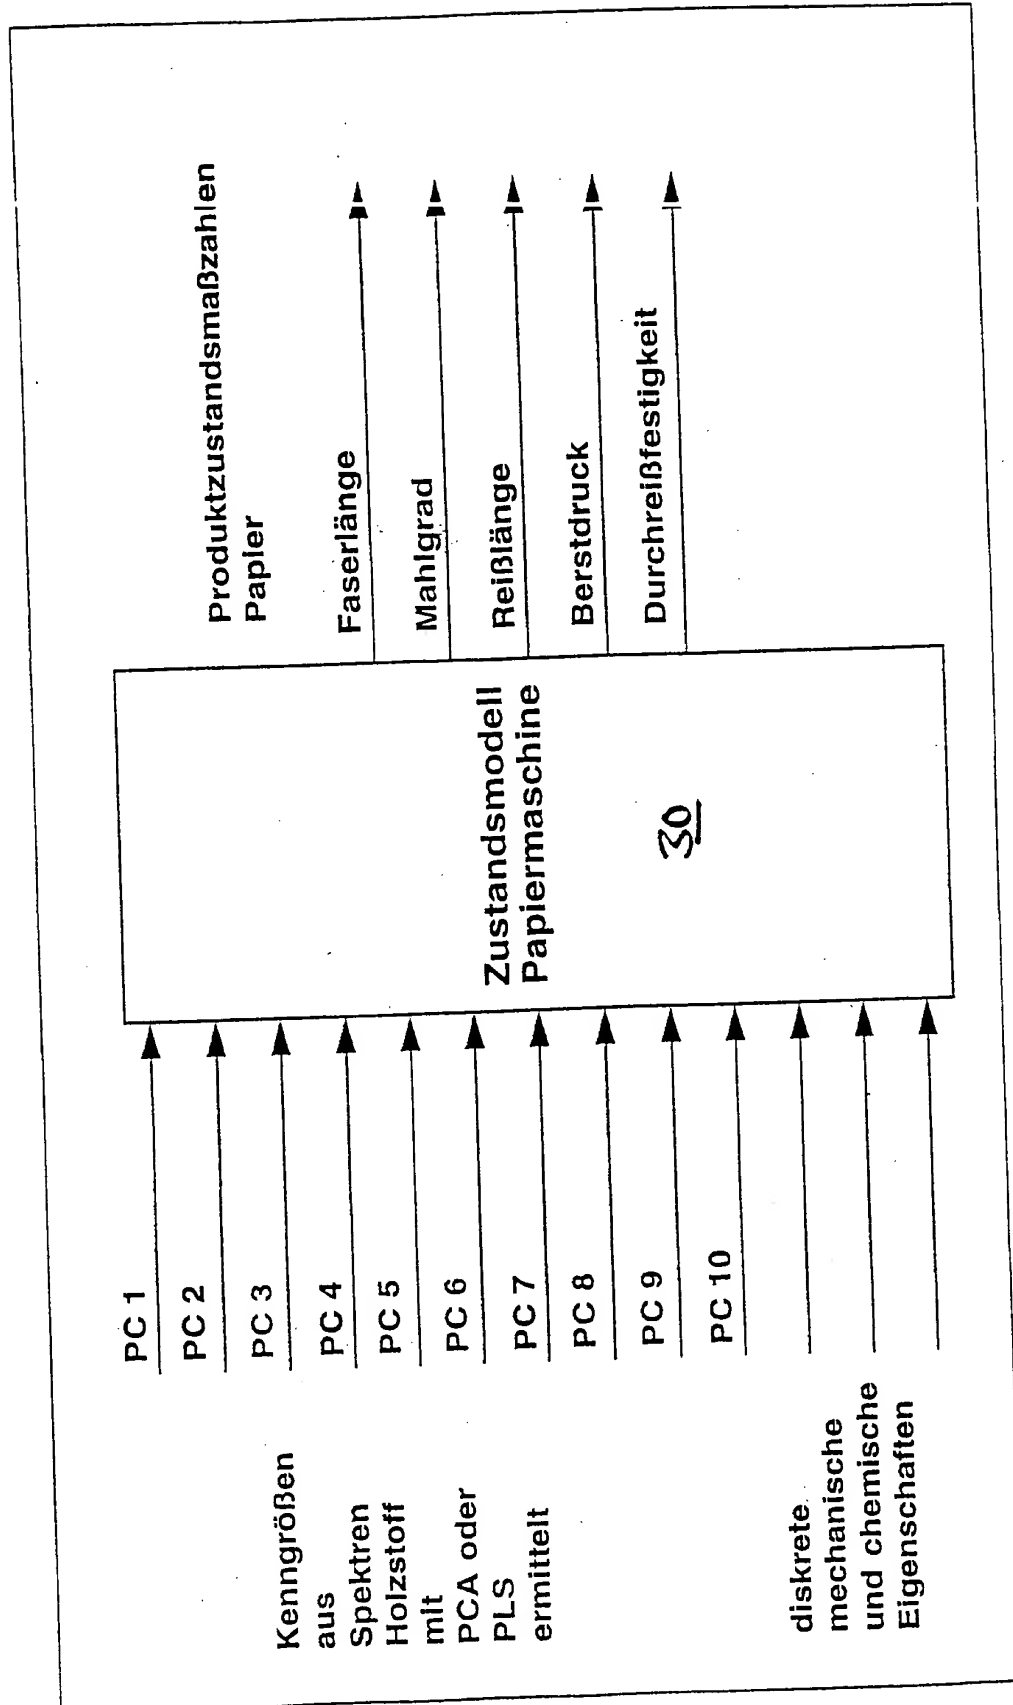 Kenngrößen
aus
Spektren
Holzstoff
mit
PCA oder
PLS
ermittelt
diskrete
mechanische
und chemische
Eigenschaften
PC 1
PC 2
PC 3
PC 4
PC 5
PC 6
PC 7
PC 8
PC 9
PC 10
Zustandsmodell
Papiermaschine
30
Produktzustandsmaßzahlen
Papier
Faserlänge
Mahlgrad
Reißlänge
Berstdruck
Durchreißfestigkeit